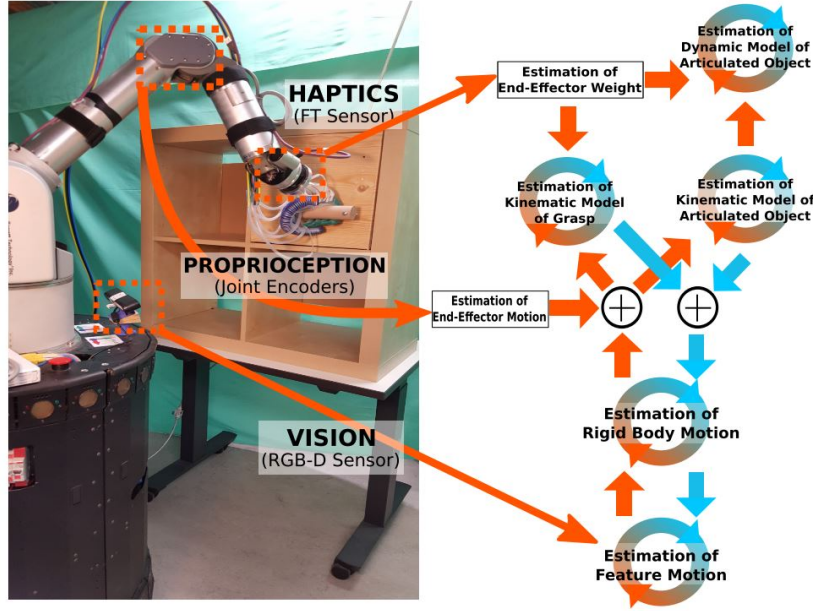 HAPTICS
(FT Sensor)
PROPRIOCEPTION
(Joint Encoders)
VISION
(RGB-D Sensor)
Estimation of
End-Effector Weight
Estimation of
Dynamic Model of
Articulated Object
Estimation of
Kinematic Model
of Grasp
Estimation of
Kinematic Model of
Articulated Object
Estimation of
End-Effector Motion
Estimation of
Rigid Body Motion
Estimation of
Feature Motion